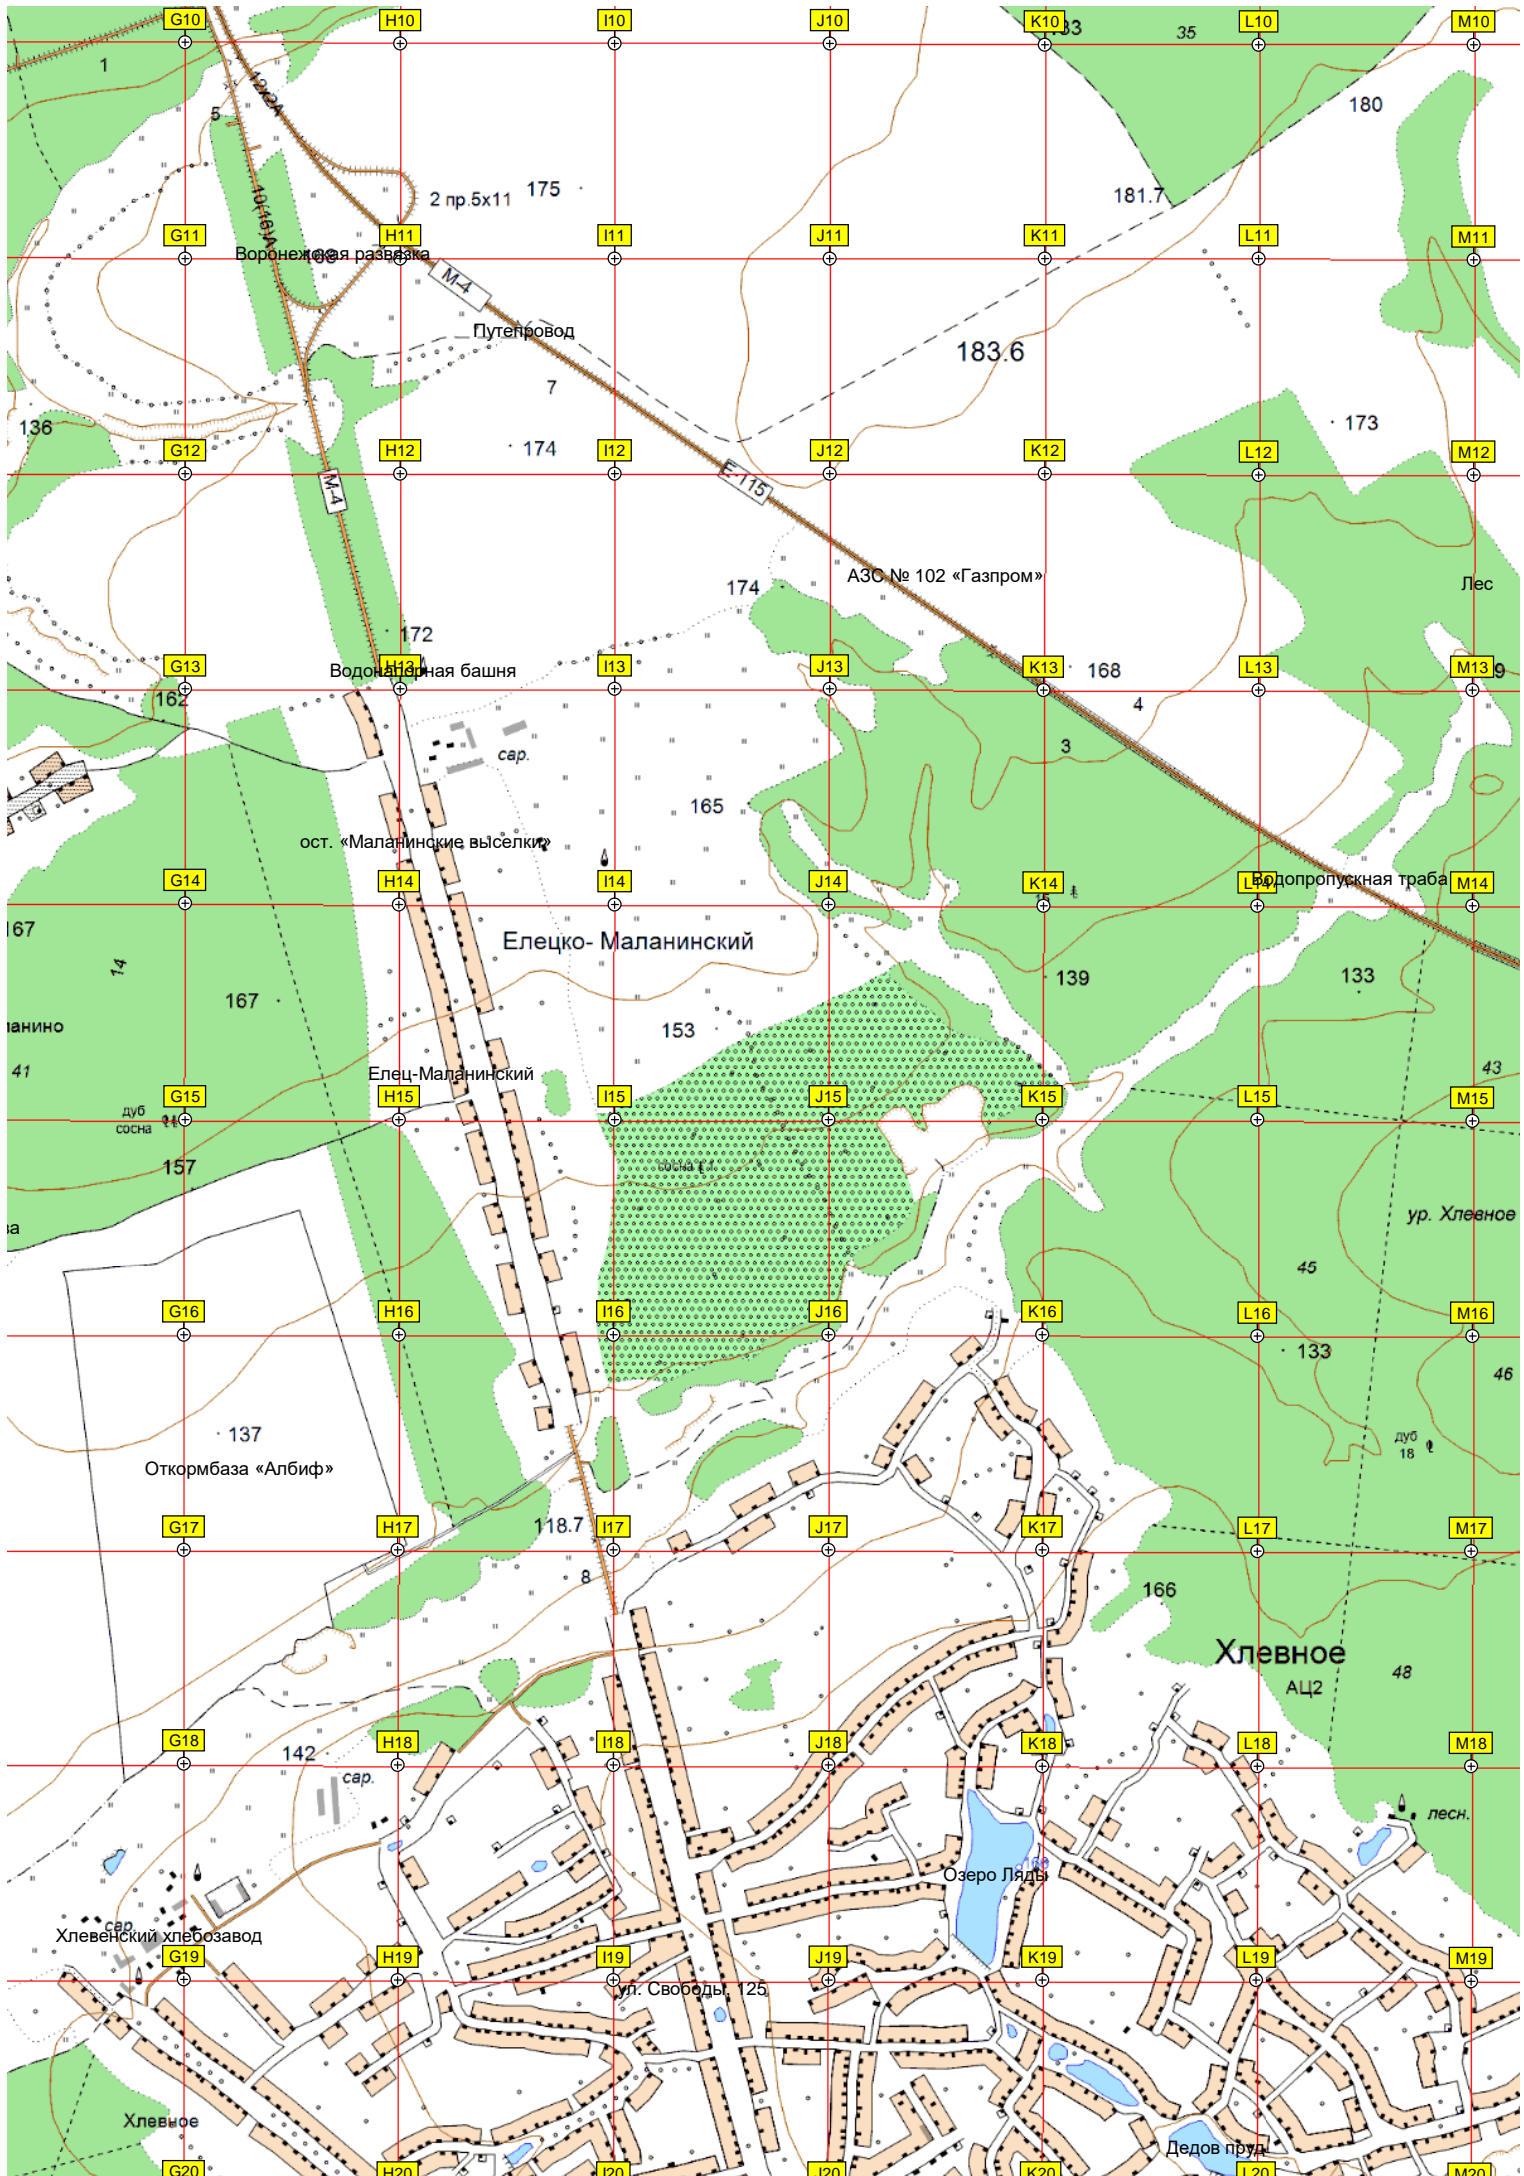 G10 H10 I10 J10 K10 L10 M10
35
1
180
12х2А
5
175
2 пр.5х11
181.7
10(16)А
G11 H11 I11 J11 K11 L11 M11
Воронежская развязка
М-4
Путепровод
183.6
7
136
173
G12 H12 I12 J12 K12 L12 M12
174
М-4
Е-115
АЗС № 102 «Газпром»
174
Лес
172
G13 H13 I13 J13 K13 L13 M13
Водонапорная башня
168
162
4
3
сар.
165
ост. «Маланинские выселки»
G14 H14 I14 J14 K14 L14 M14
Водопропускная траба
167
Елецко- Маланинский
14
139
133
167
153
ланино
41
Елец-Маланинский
43
G15 H15 I15 J15 K15 L15 M15
дуб
сосна
157
сосна
ва
ур. Хлевное
45
G16 H16 I16 J16 K16 L16 M16
133
46
137
дуб
18
Откормбаза «Албиф»
118.7
G17 H17 I17 J17 K17 L17 M17
8
166
Хлевное
АЦ2
48
G18 H18 I18 J18 K18 L18 M18
142
сар.
лесн.
Озеро Ляды
сар.
Хлевенский хлебозавод
G19 H19 I19 J19 K19 L19 M19
ул. Свободы, 125
Хлевное
Дедов пруд
G20 H20 I20 J20 K20 L20 M20